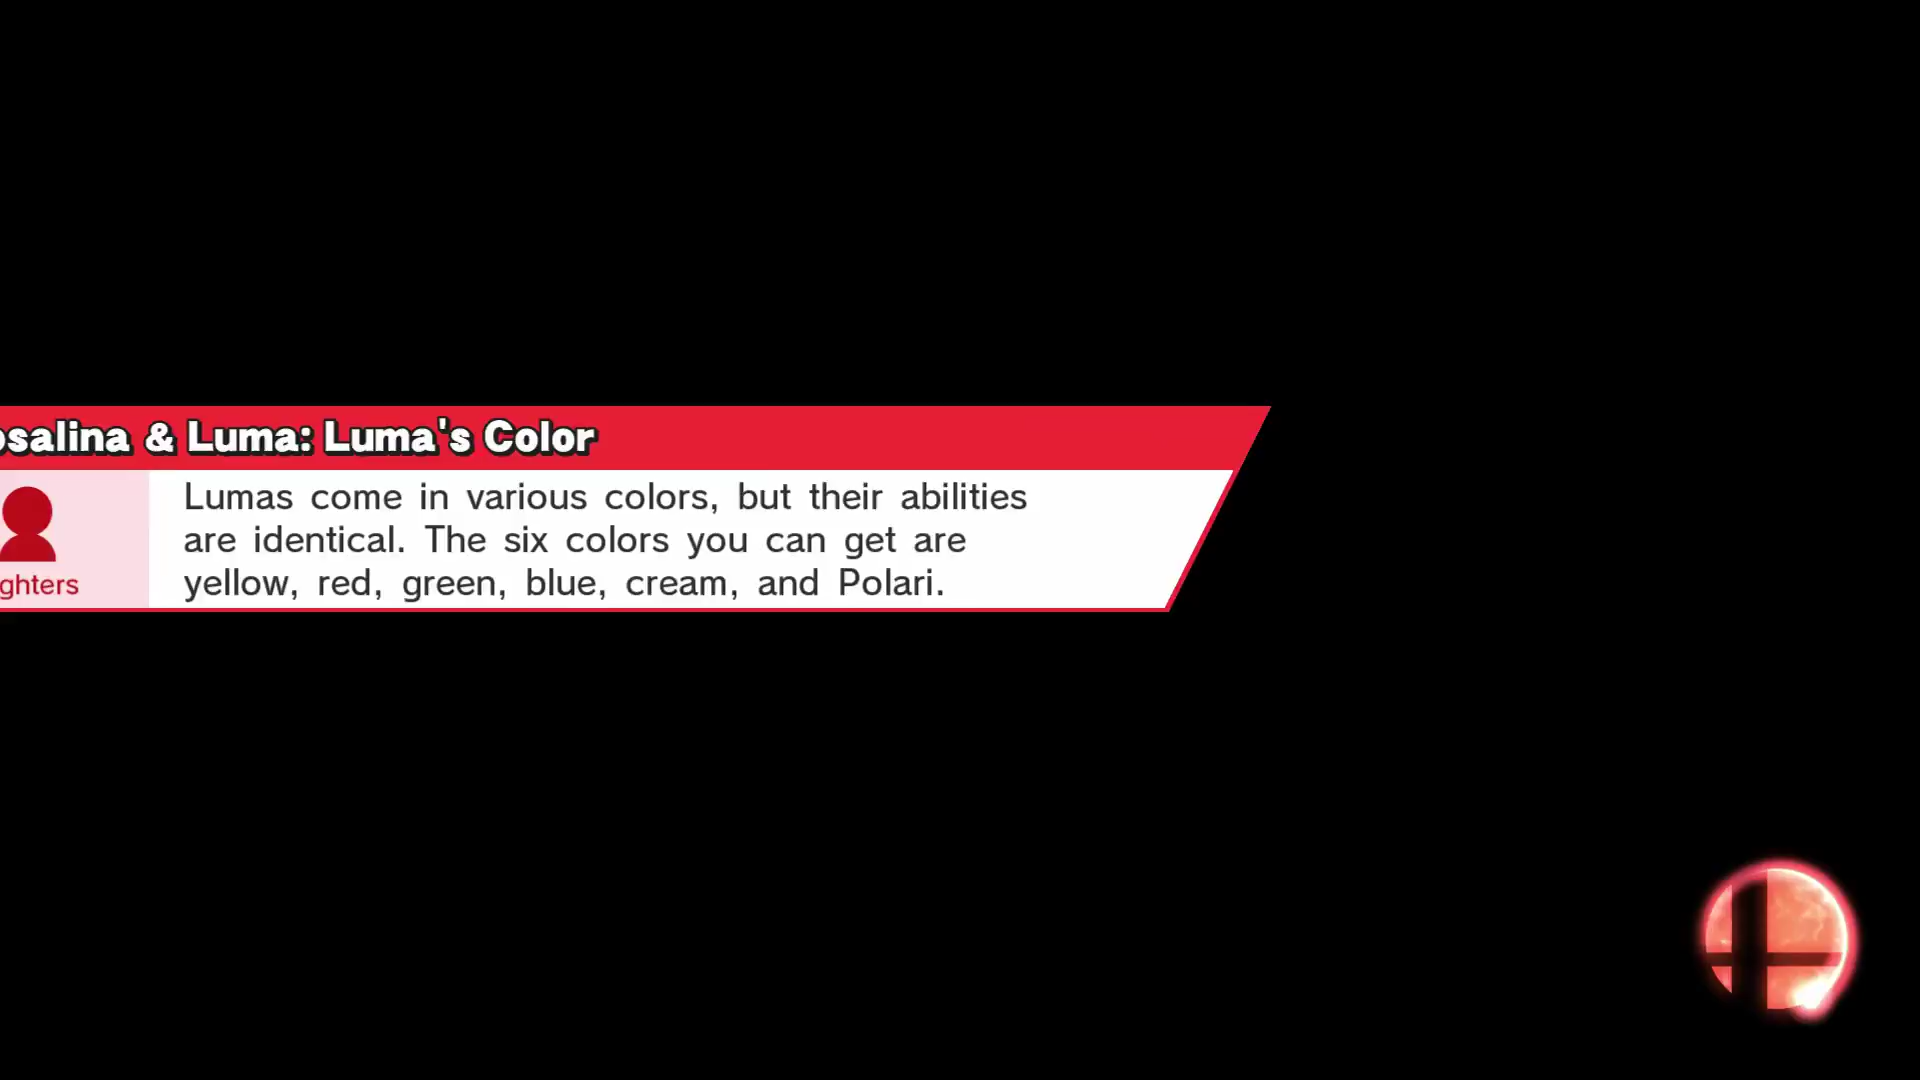 osalina & Luma: Luma's Color
Lumas come in various colors, but their abilities
are identical. The six colors you can get are
yellow, red, green, blue, cream, and Polari.
ghters